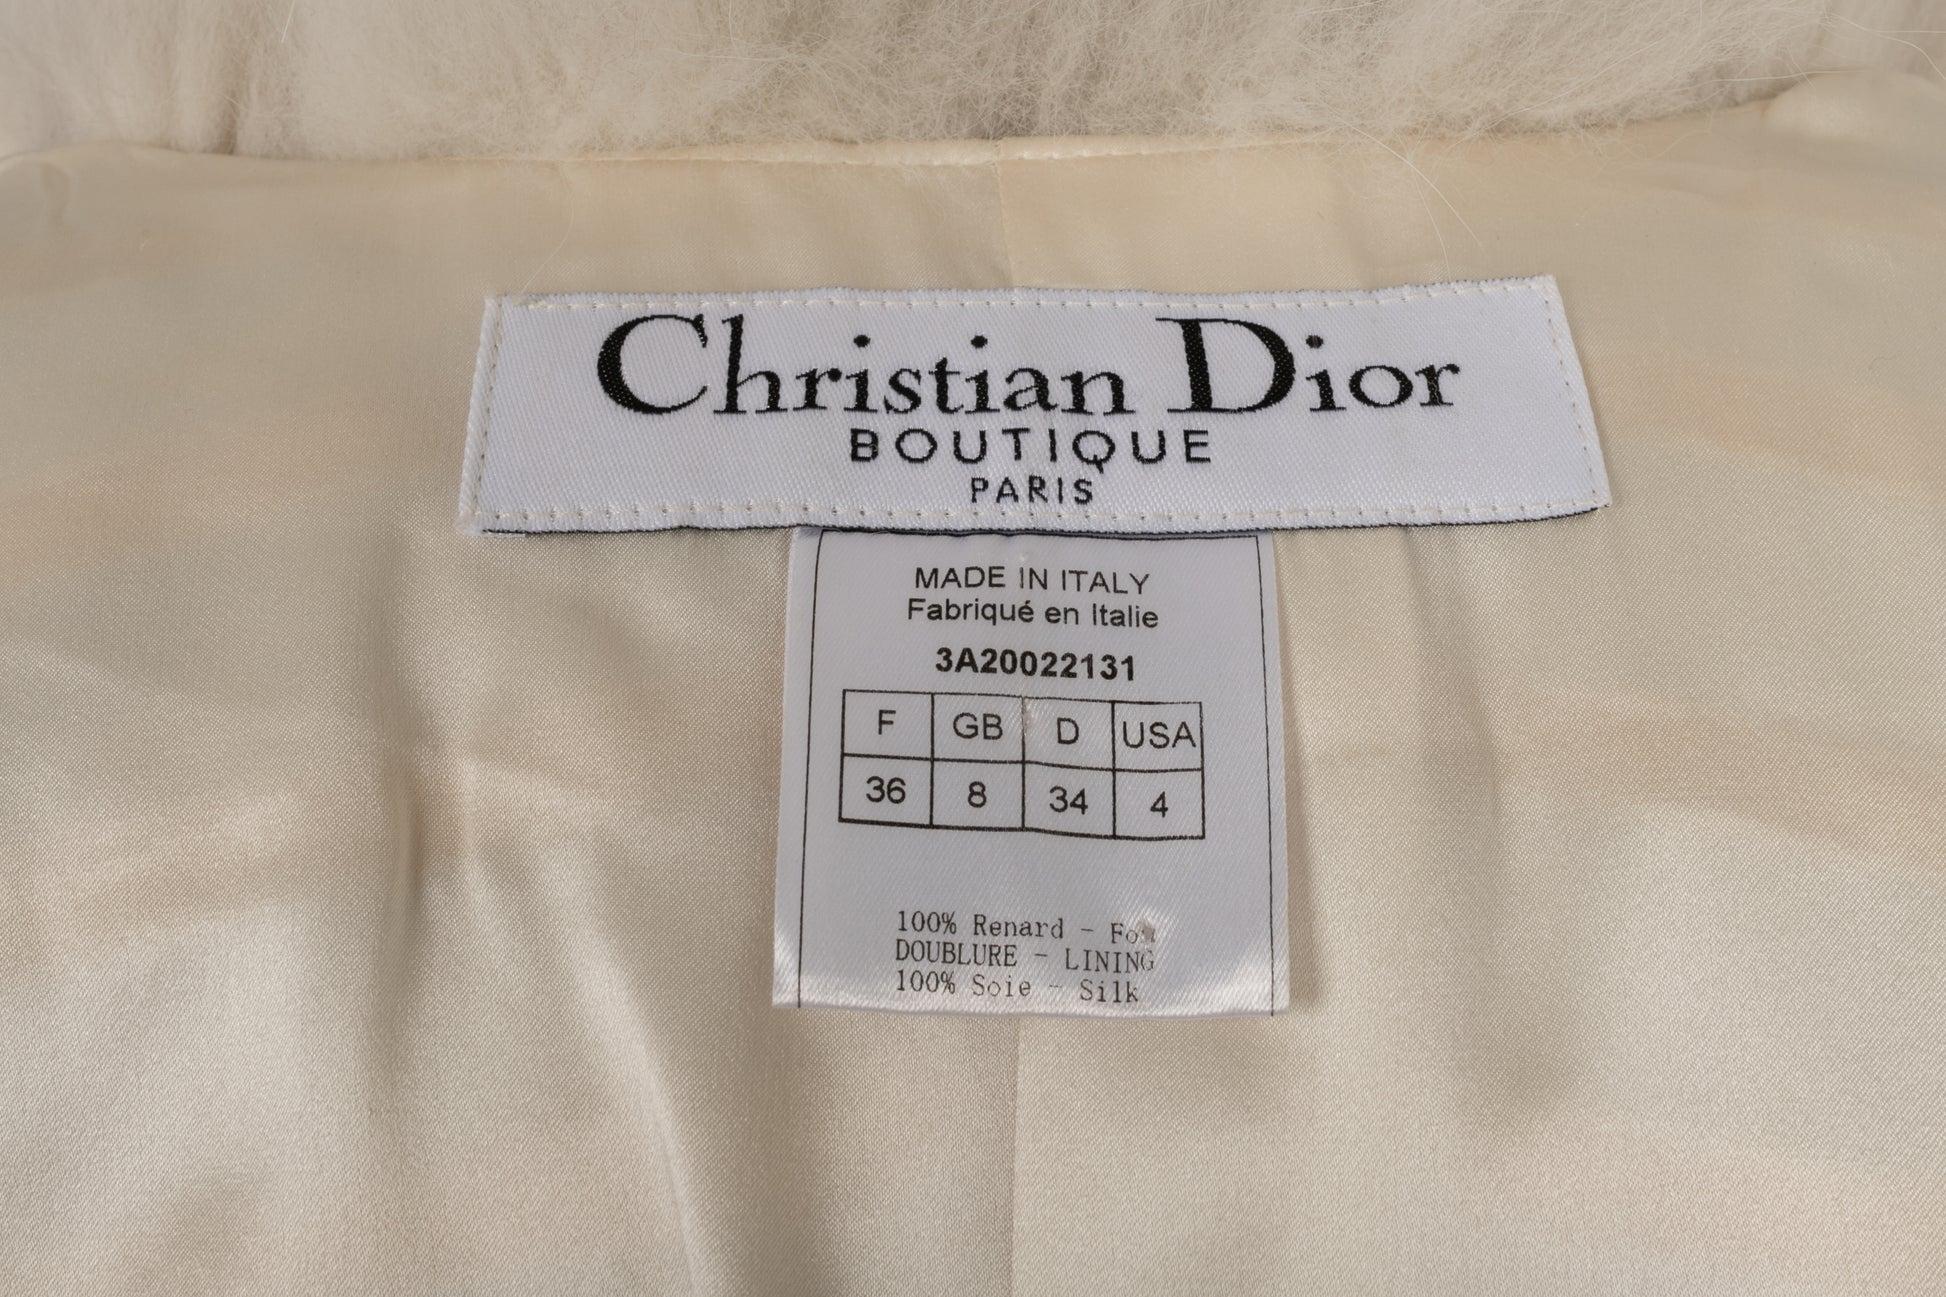 Christian Dior
BOUTIQUE
PARIS
MADE IN ITALY
Fabriqué en Italie
3A20022131
F GB D USA
36 8 34 4
100% Renard -
DOUBLURE - LINING
100% Soie - Silk